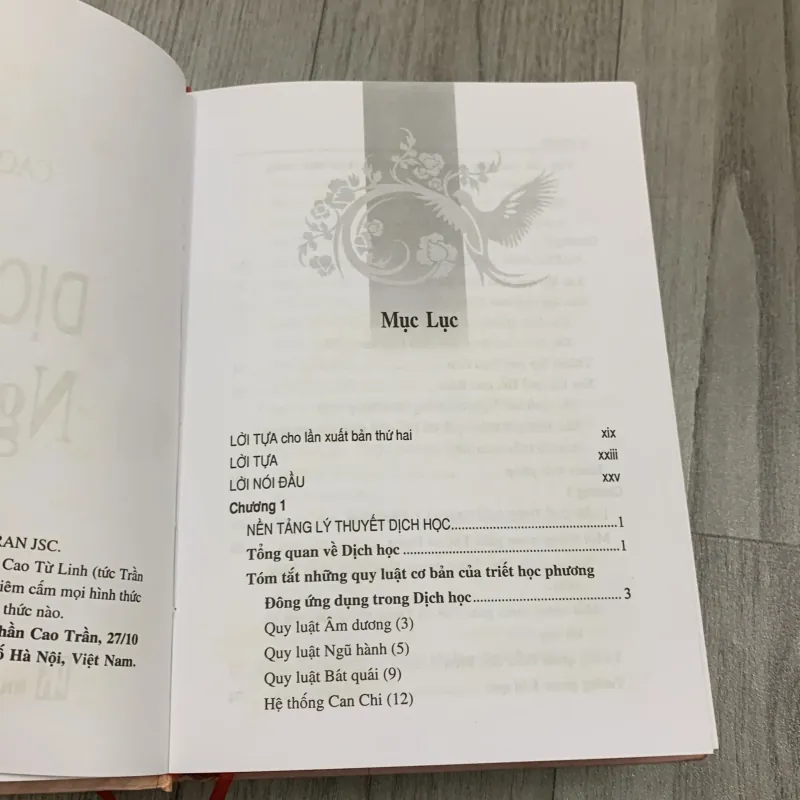 CAO
DỊC
Ng
RAN JSC.
Cao Từ Linh (tức Trần
iêm cấm mọi hình thức
thức nào.
hần Cao Trần, 27/10
ố Hà Nội, Việt Nam.
Mục Lục
LỜI TỰA cho lần xuất bản thứ hai xix
LỜI TỰA xxiii
LỜI NÓI ĐẦU xxv
Chương 1
NỀN TẢNG LÝ THUYẾT DỊCH HỌC 1
Tổng quan về Dịch học 1
Tóm tắt những quy luật cơ bản của triết học phương
Đông ứng dụng trong Dịch học 3
Quy luật Âm dương (3)
Quy luật Ngũ hành (5)
Quy luật Bát quái (9)
Hệ thống Can Chi (12)